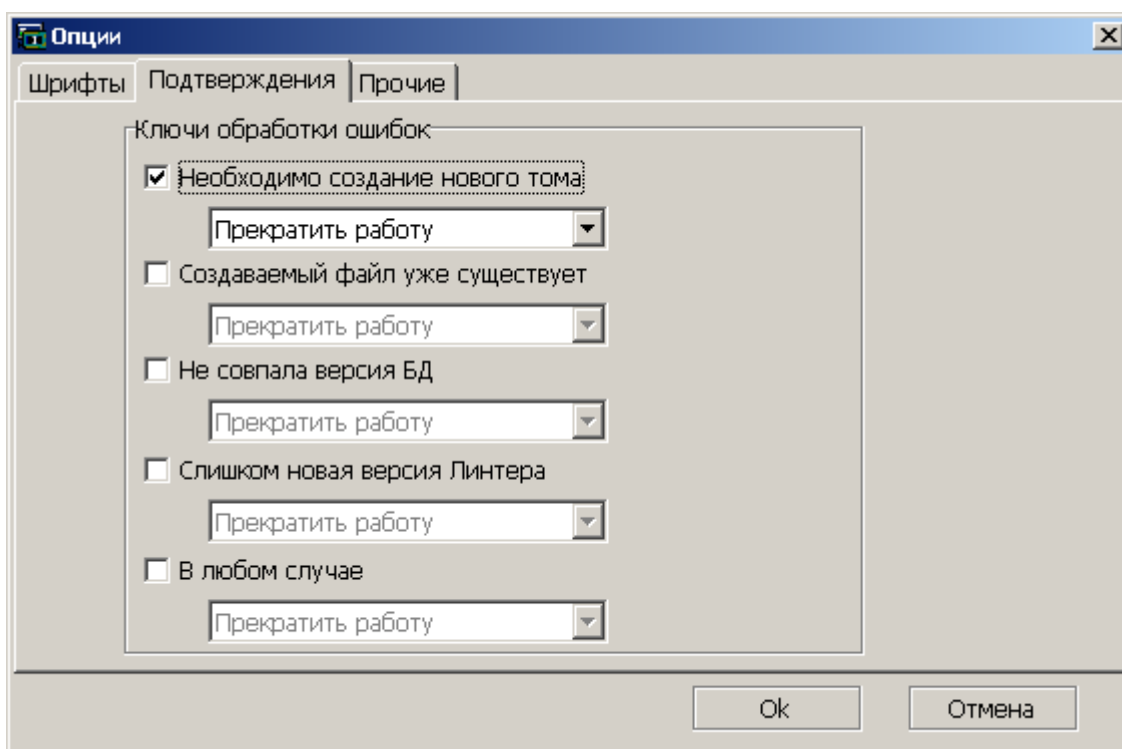 Опции
Шрифты Подтверждения Прочие
Ключи обработки ошибок
Необходимо создание нового тома
Прекратить работу
Создаваемый файл уже существует
Прекратить работу
Не совпала версия БД
Прекратить работу
Слишком новая версия Линтера
Прекратить работу
В любом случае
Прекратить работу
Ok Отмена